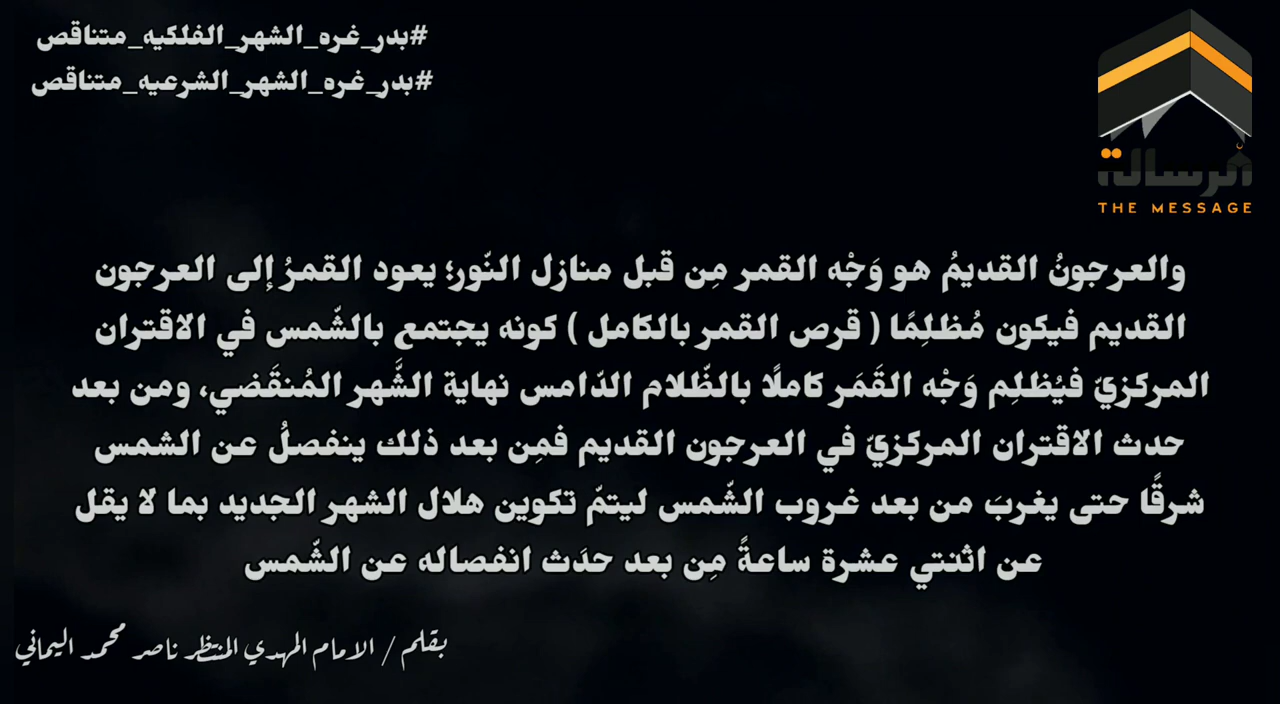 #بدر_غره_الشهر_الفلكيه_متناقص
#بدر_غره_الشهر_الشرعيه_متناقص
الرسالة
THE MESSAGE
والعرجونُ القديمُ هو وَجْه القمر مِن قبل منازل النّور؛ يعود القمرُ إلى العرجون
القديم فيكون مُظلِمًا ( قرص القمر بالكامل ) كونه يجتمع بالشّمس في الاقتران
المركزيّ فيُظلِم وَجْه القَمَر كاملًا بالظّلام الدّامس نهاية الشَّهر المُنقَضي، ومن بعد
حدث الاقتران المركزيّ في العرجون القديم فمِن بعد ذلك ينفصلُ عن الشمس
شرقًا حتى يغربَ من بعد غروب الشّمس ليتمّ تكوين هلال الشهر الجديد بما لا يقل
عن اثنتي عشرة ساعةً مِن بعد حدَث انفصاله عن الشّمس
بقلم / الامام المهدي المنتظر ناصر محمد اليماني